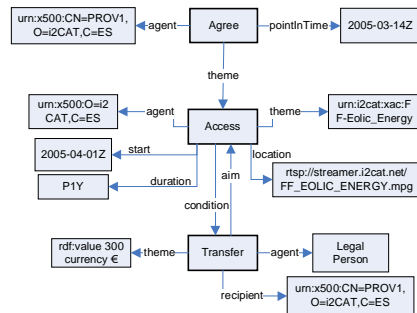 urn:x500:CN=PROV1,
O=i2CAT,C=ES
agent
Agree
pointInTime
2005-03-14Z
theme
urn:x500:O=i2
CAT,C=ES
agent
Access
theme
urn:i2cat:xac:F
F-Eolic_Energy
2005-04-01Z
start
location
P1Y
duration
aim
rtsp://streamer.i2cat.net/
FF_EOLIC_ENERGY.mpg
condition
rdf:value 300
currency €
theme
Transfer
agent
Legal
Person
recipient
urn:x500:CN=PROV1,
O=i2CAT,C=ES